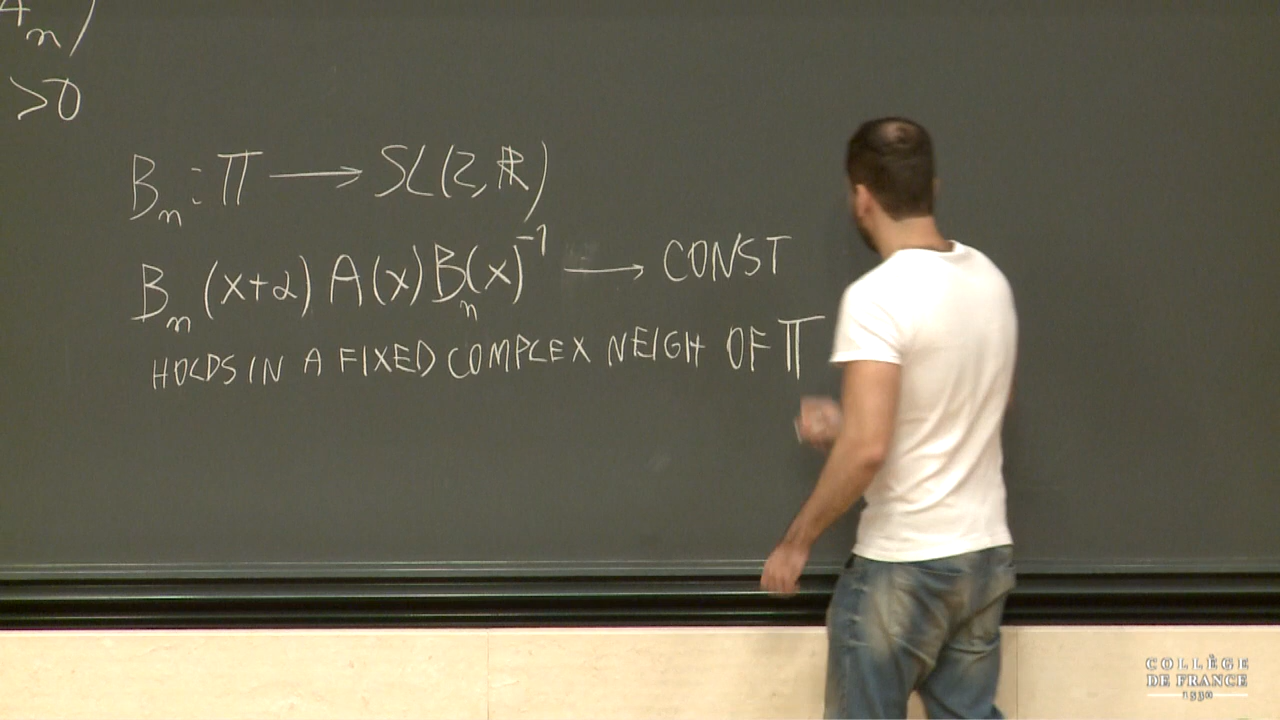 n)
>0
B_n : 𝕋 ⟶ SL(2,ℝ)
B_n (x+α) A(x) B_n(x)^{-1} ⟶ CONST
HOLDS IN A FIXED COMPLEX NEIGH OF 𝕋
COLLÈGE
DE FRANCE
1530